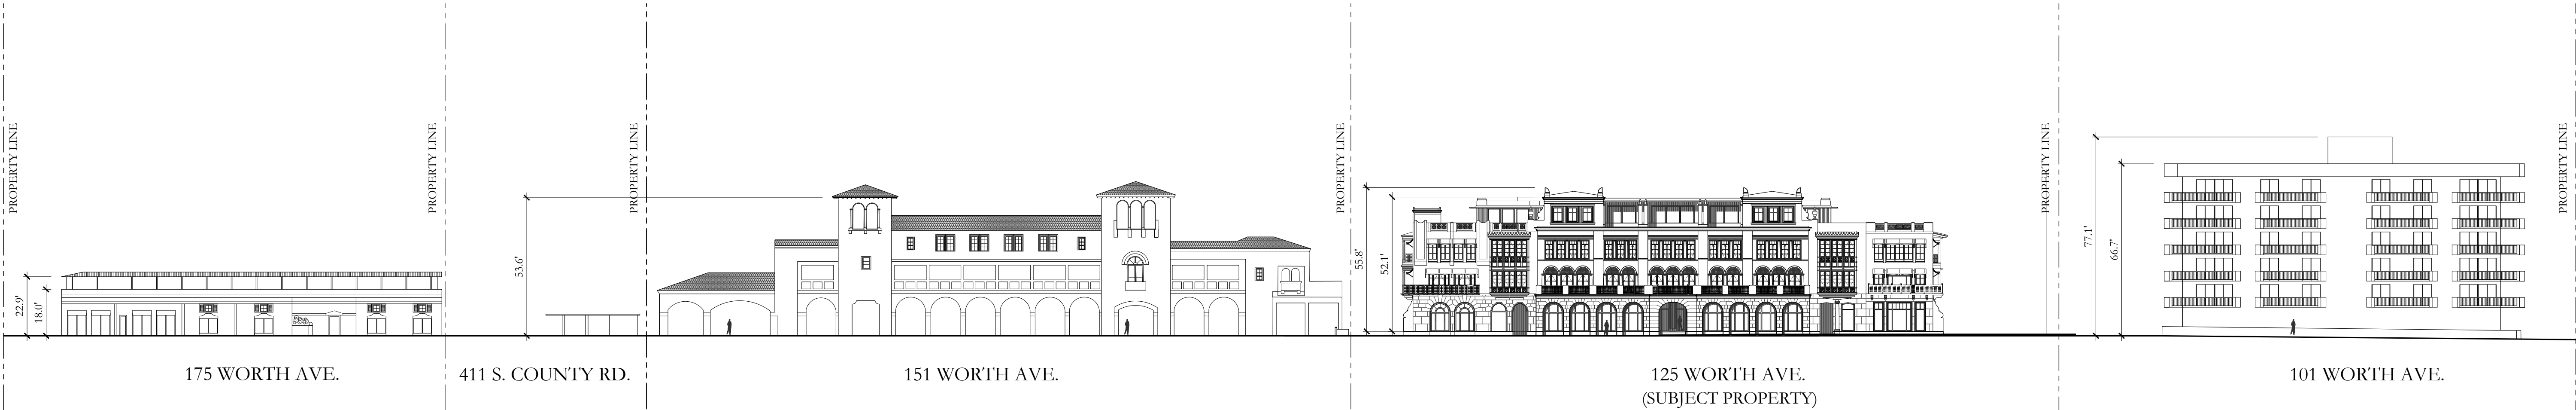 PROPERTY LINE
22.9'
18.0'
PROPERTY LINE
53.6'
PROPERTY LINE
PROPERTY LINE
55.8'
52.1'
PROPERTY LINE
77.1'
66.7'
PROPERTY LINE
175 WORTH AVE.
411 S. COUNTY RD.
151 WORTH AVE.
125 WORTH AVE.
(SUBJECT PROPERTY)
101 WORTH AVE.